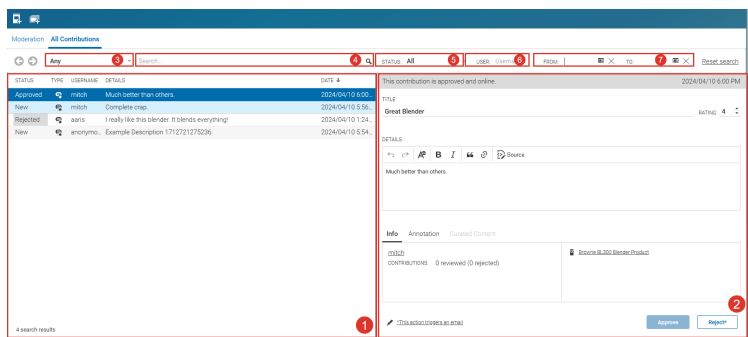 Moderation All Contributions
Any 3 Search... 4 STATUS: All 5 USER: Username 6 FROM: TO 7 Reset search
STATUS TYPE USERNAME DETAILS DATE
Approved mitch Much better than others. 2024/04/10 6:00...
New mitch Complete crap. 2024/04/10 5:56...
Rejected aaris I really like this blender. It blends everything! 2024/04/10 1:24...
New anonymo... Example Description 1712721275236 2024/04/10 5:54...
4 search results
1
This contribution is approved and online. 2024/04/10 6:00 PM
TITLE
Great Blender RATING: 4
DETAILS
B I Source
Much better than others.
Info Annotation Curated Content
mitch Browse BL300 Blender Product
CONTRIBUTIONS: 0 reviewed (0 rejected)
2
*This action triggers an email Approve Reject*